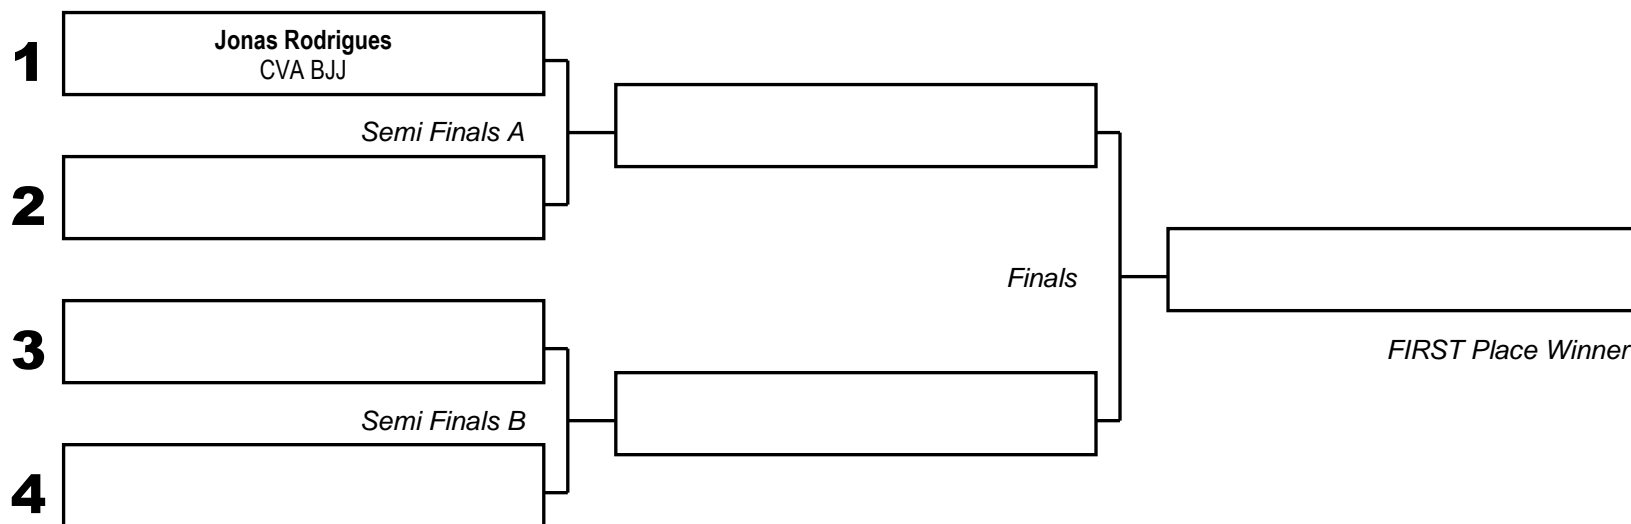 1
Jonas Rodrigues
CVA BJJ
Semi Finals A
2
Finals
3
FIRST Place Winner
Semi Finals B
4